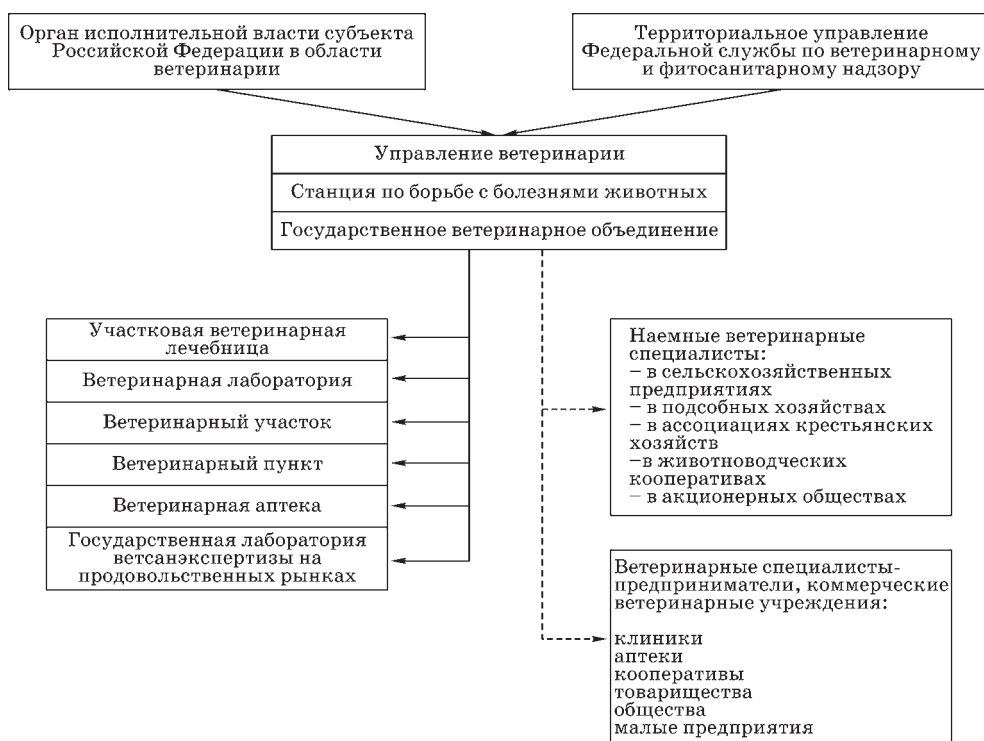 Орган исполнительной власти субъекта
Российской Федерации в области
ветеринарии
Территориальное управление
Федеральной службы по ветеринарному
и фитосанитарному надзору
Управление ветеринарии
Станция по борьбе с болезнями животных
Государственное ветеринарное объединение
Участковая ветеринарная
лечебница
Ветеринарная лаборатория
Ветеринарный участок
Ветеринарный пункт
Ветеринарная аптека
Государственная лаборатория
ветсанэкспертизы на
продовольственных рынках
Наемные ветеринарные
специалисты:
– в сельскохозяйственных
предприятиях
– в подсобных хозяйствах
– в ассоциациях крестьянских
хозяйств
–в животноводческих
кооперативах
– в акционерных обществах
Ветеринарные специалисты-
предприниматели, коммерческие
ветеринарные учреждения:
клиники
аптеки
кооперативы
товарищества
общества
малые предприятия